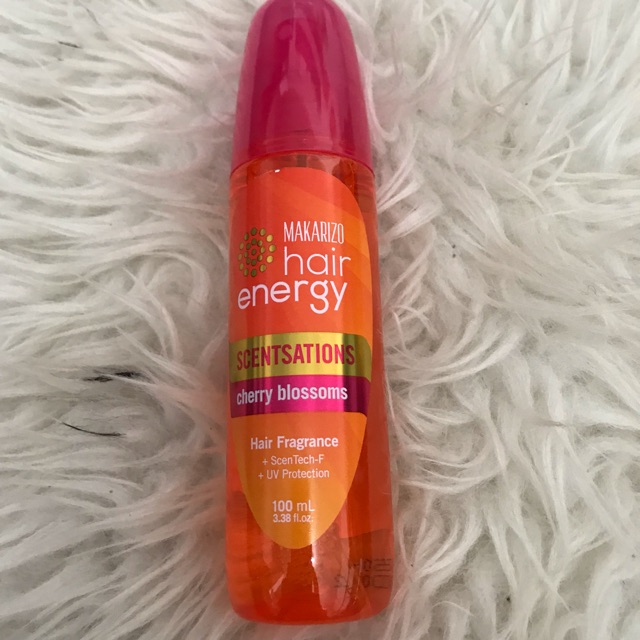 MAKARIZO
hair
energy
SCENTSATIONS
cherry blossoms
Hair Fragrance
+ ScenTech-F
+ UV Protection
100 mL
3.38 fl.oz.